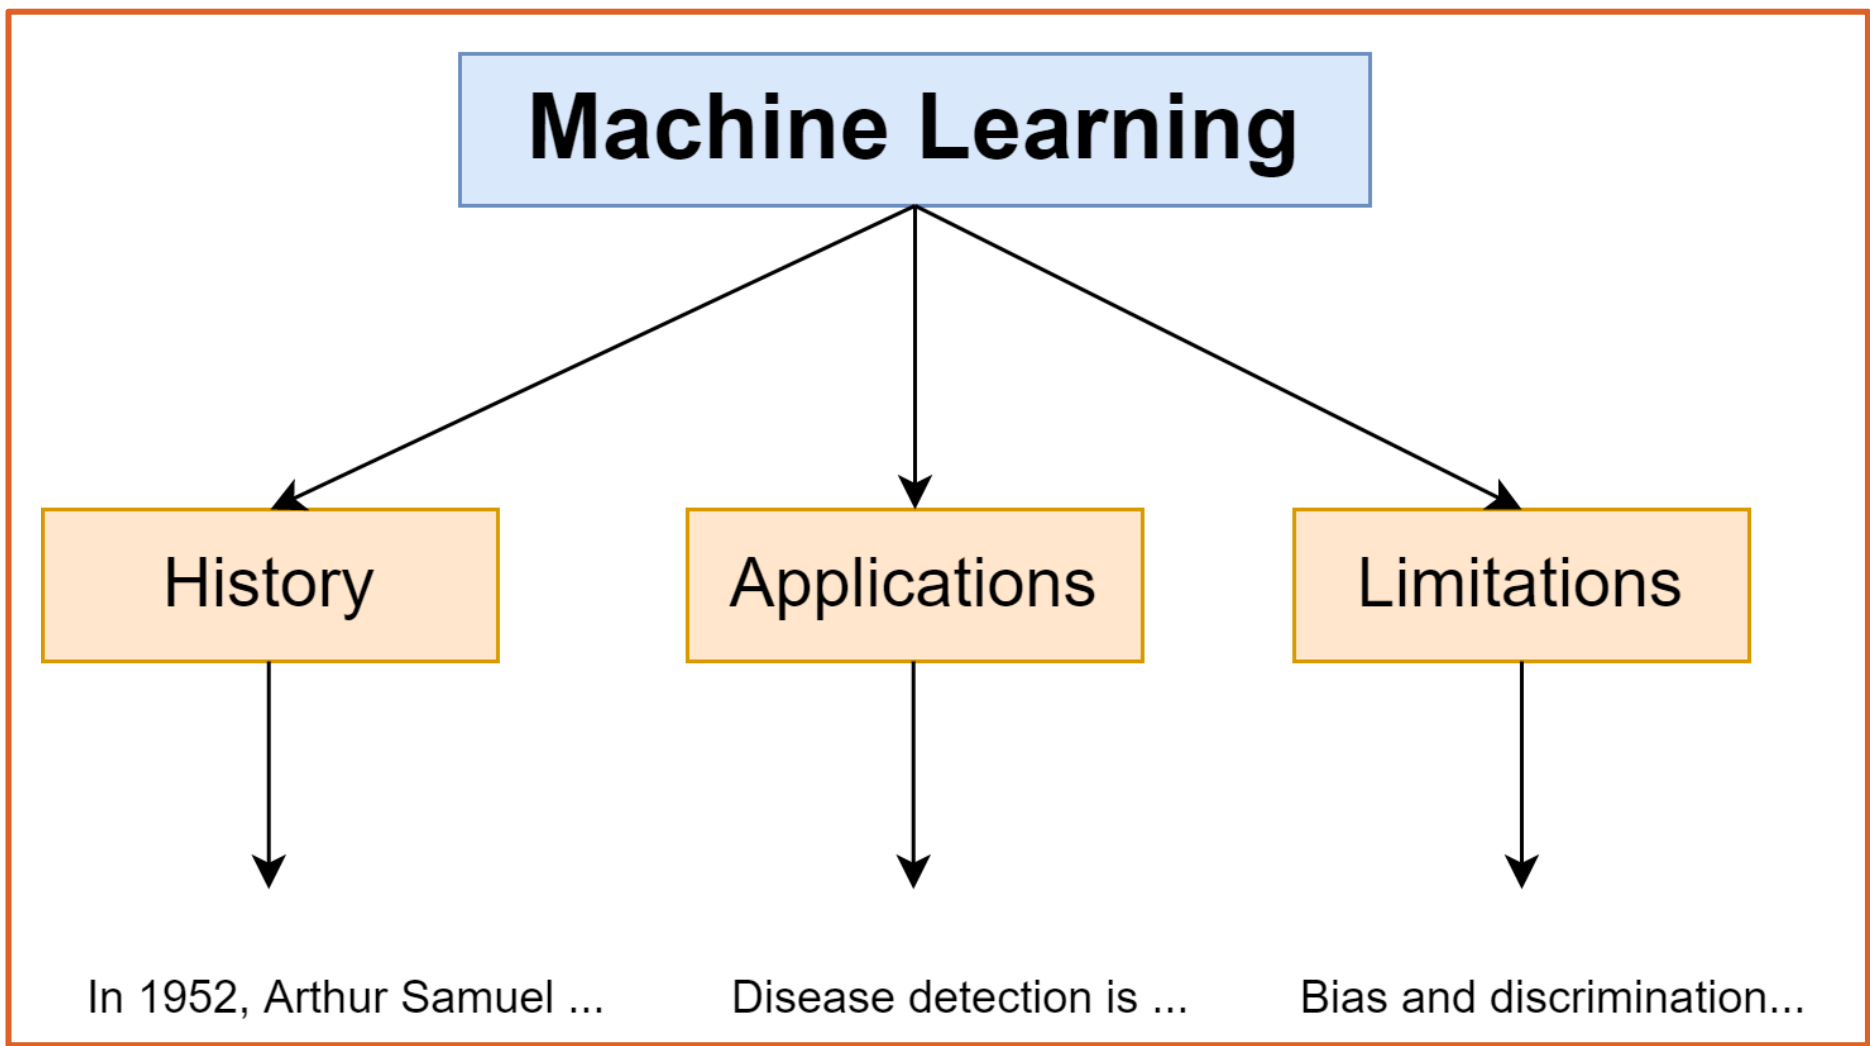 Machine Learning
History
Applications
Limitations
In 1952, Arthur Samuel ...
Disease detection is ...
Bias and discrimination...